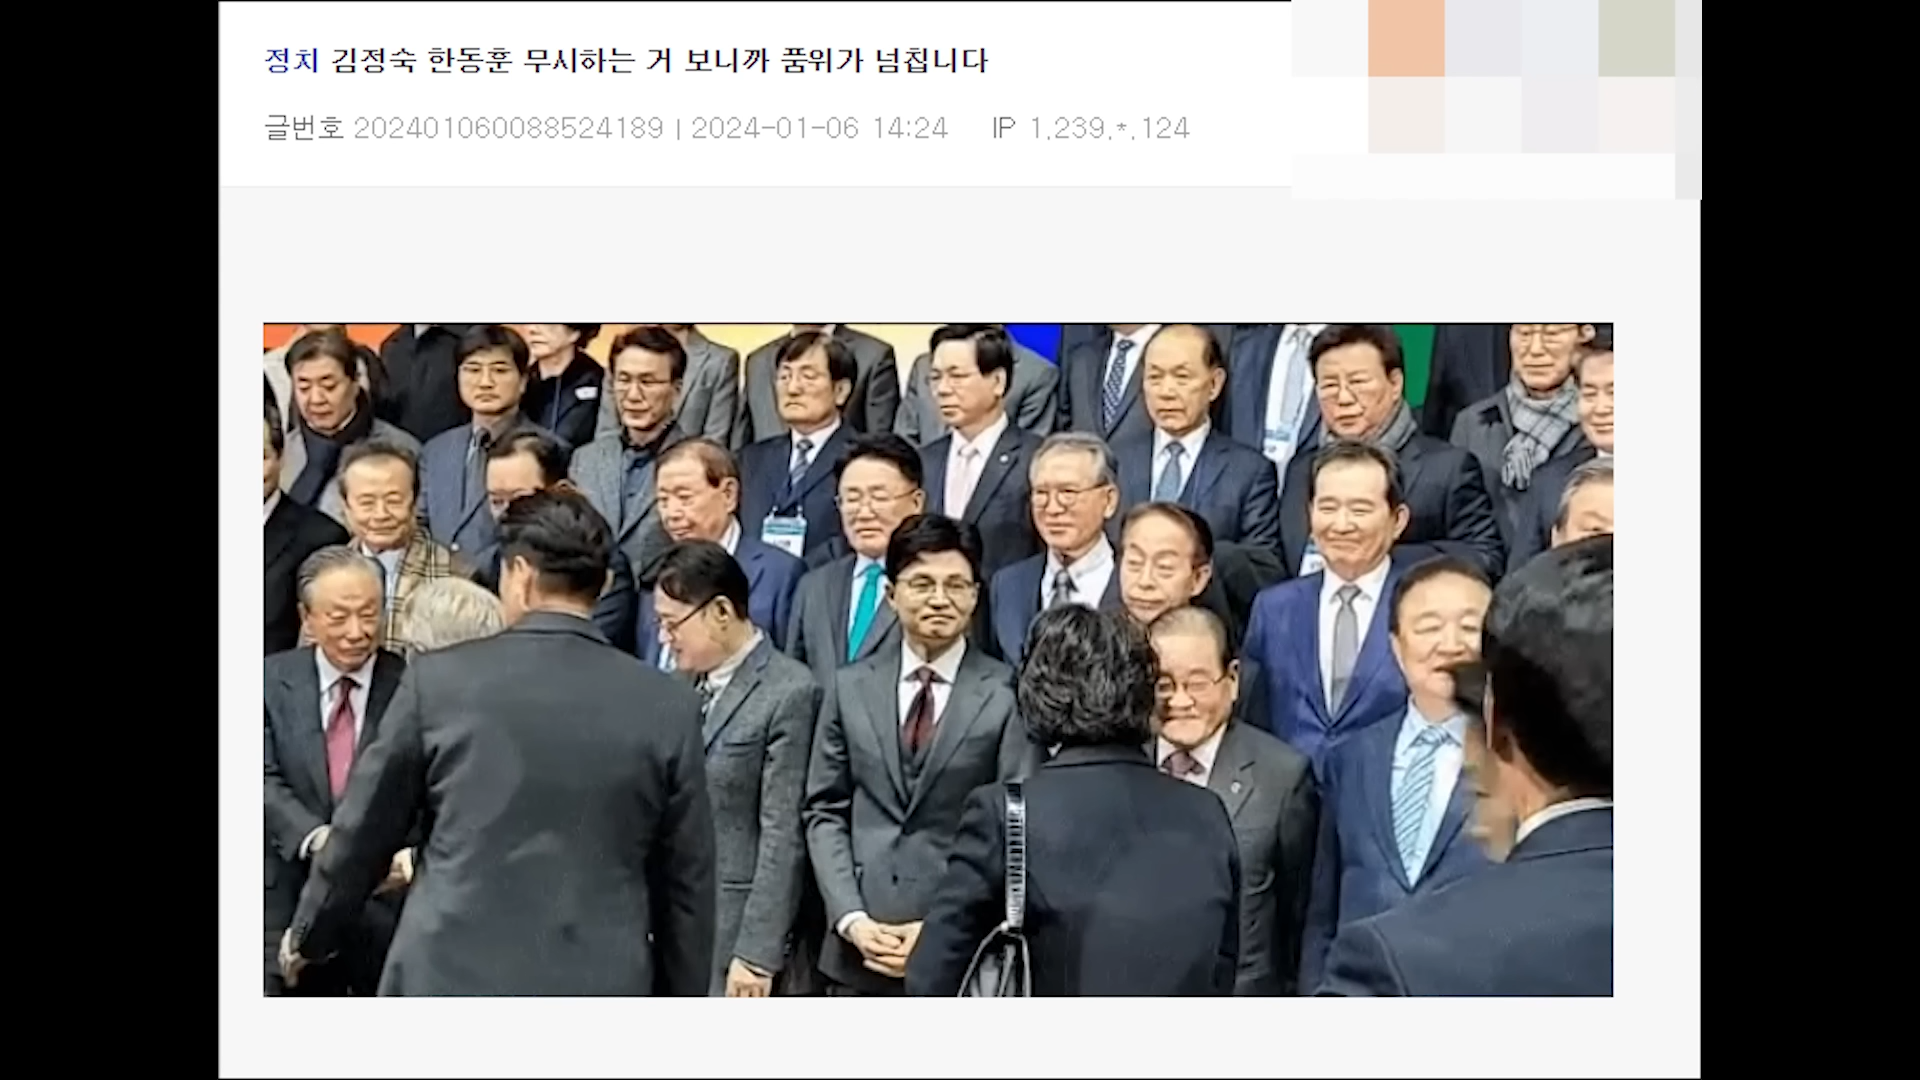 정치 김정숙 한동훈 무시하는 거 보니까 품위가 넘칩니다
글번호 202401060088524189 | 2024-01-06 14:24 IP 1.239.*.124